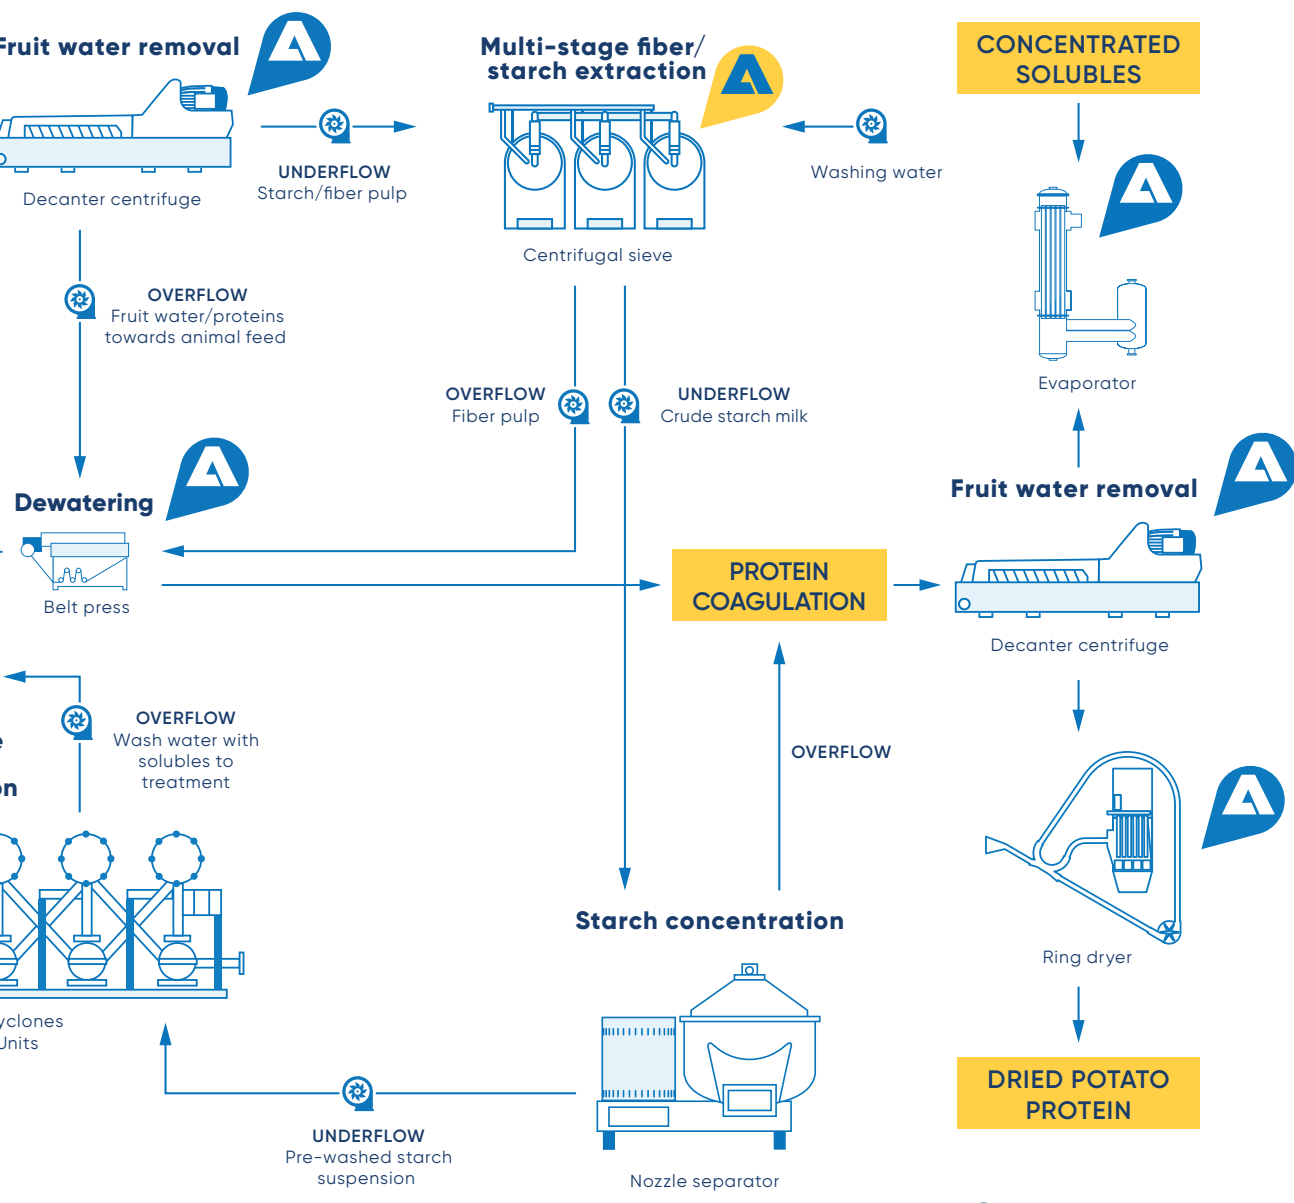 Fruit water removal
Multi-stage fiber/
starch extraction
CONCENTRATED
SOLUBLES
UNDERFLOW
Starch/fiber pulp
Washing water
Decanter centrifuge
Centrifugal sieve
OVERFLOW
Fruit water/proteins
towards animal feed
Evaporator
OVERFLOW
Fiber pulp
UNDERFLOW
Crude starch milk
Dewatering
Fruit water removal
Belt press
PROTEIN
COAGULATION
Decanter centrifuge
OVERFLOW
Wash water with
solubles to
treatment
OVERFLOW
Starch concentration
Ring dryer
Units
DRIED POTATO
PROTEIN
UNDERFLOW
Pre-washed starch
suspension
Nozzle separator